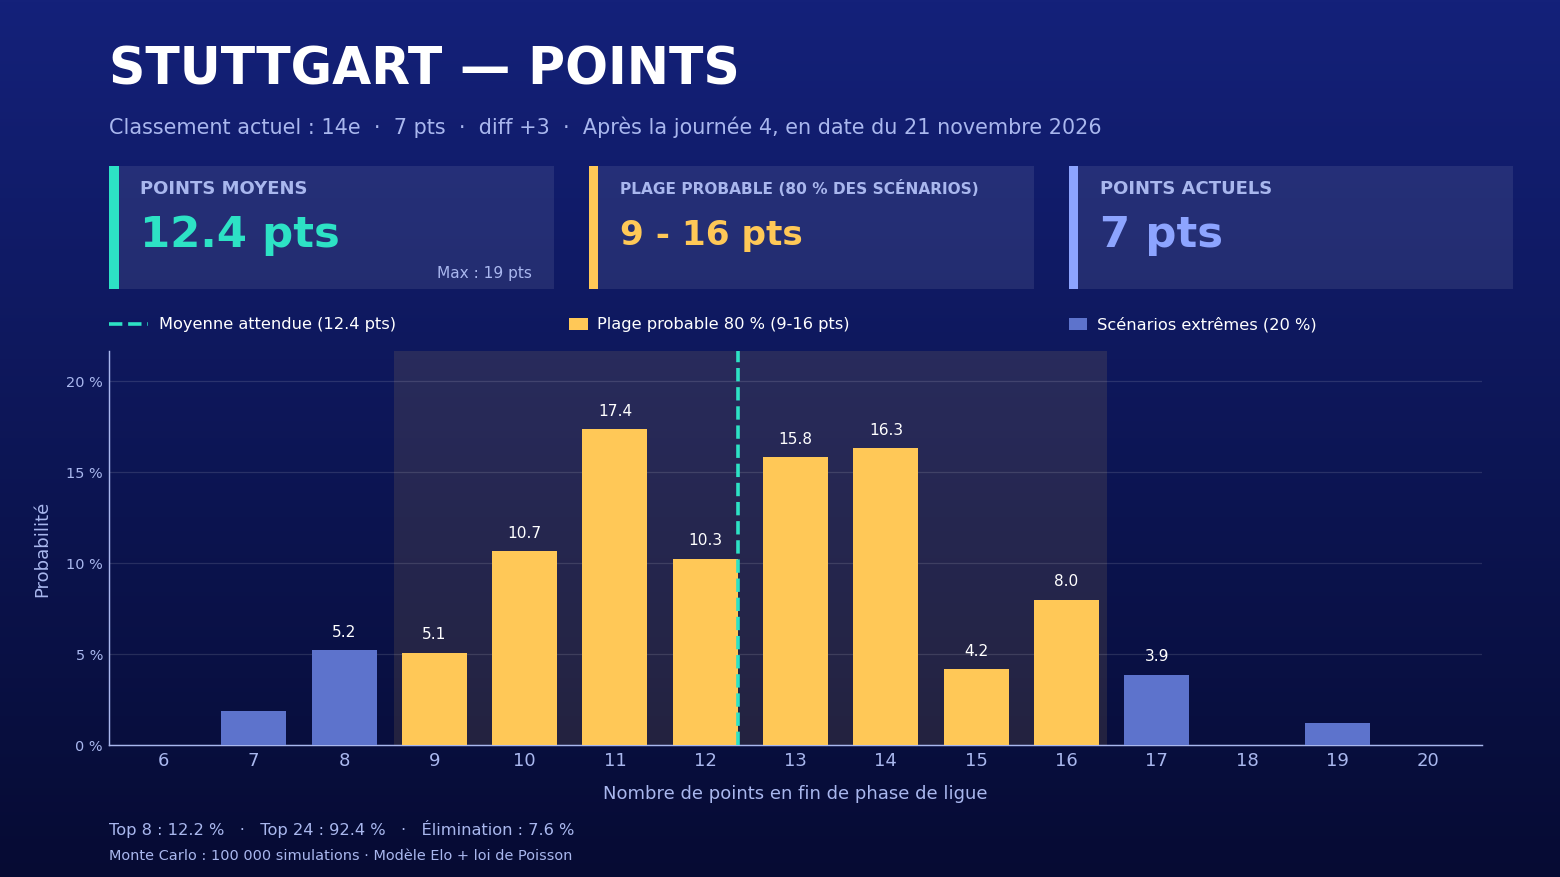 STUTTGART — POINTS
Classement actuel : 14e · 7 pts · diff +3 · Après la journée 4, en date du 21 novembre 2026
POINTS MOYENS
12.4 pts
Max : 19 pts
PLAGE PROBABLE (80 % DES SCÉNARIOS)
9 - 16 pts
POINTS ACTUELS
7 pts
Moyenne attendue (12.4 pts)
Plage probable 80 % (9-16 pts)
Scénarios extrêmes (20 %)
Probabilité
20 %
15 %
10 %
5 %
0 %
5.2
5.1
10.7
17.4
10.3
15.8
16.3
4.2
8.0
3.9
6 7 8 9 10 11 12 13 14 15 16 17 18 19 20
Nombre de points en fin de phase de ligue
Top 8 : 12.2 % · Top 24 : 92.4 % · Élimination : 7.6 %
Monte Carlo : 100 000 simulations · Modèle Elo + loi de Poisson